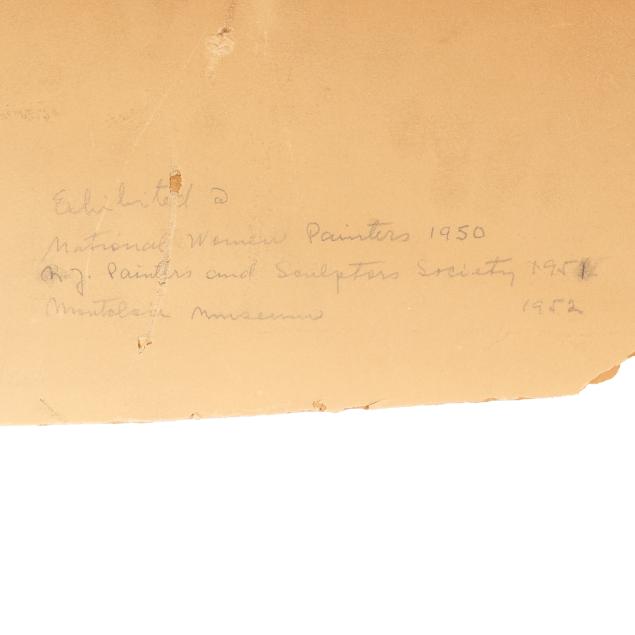 Exhibited @
National Women Painters 1950
N.J. Painters and Sculptors Society 1951
Montclair Museum 1952